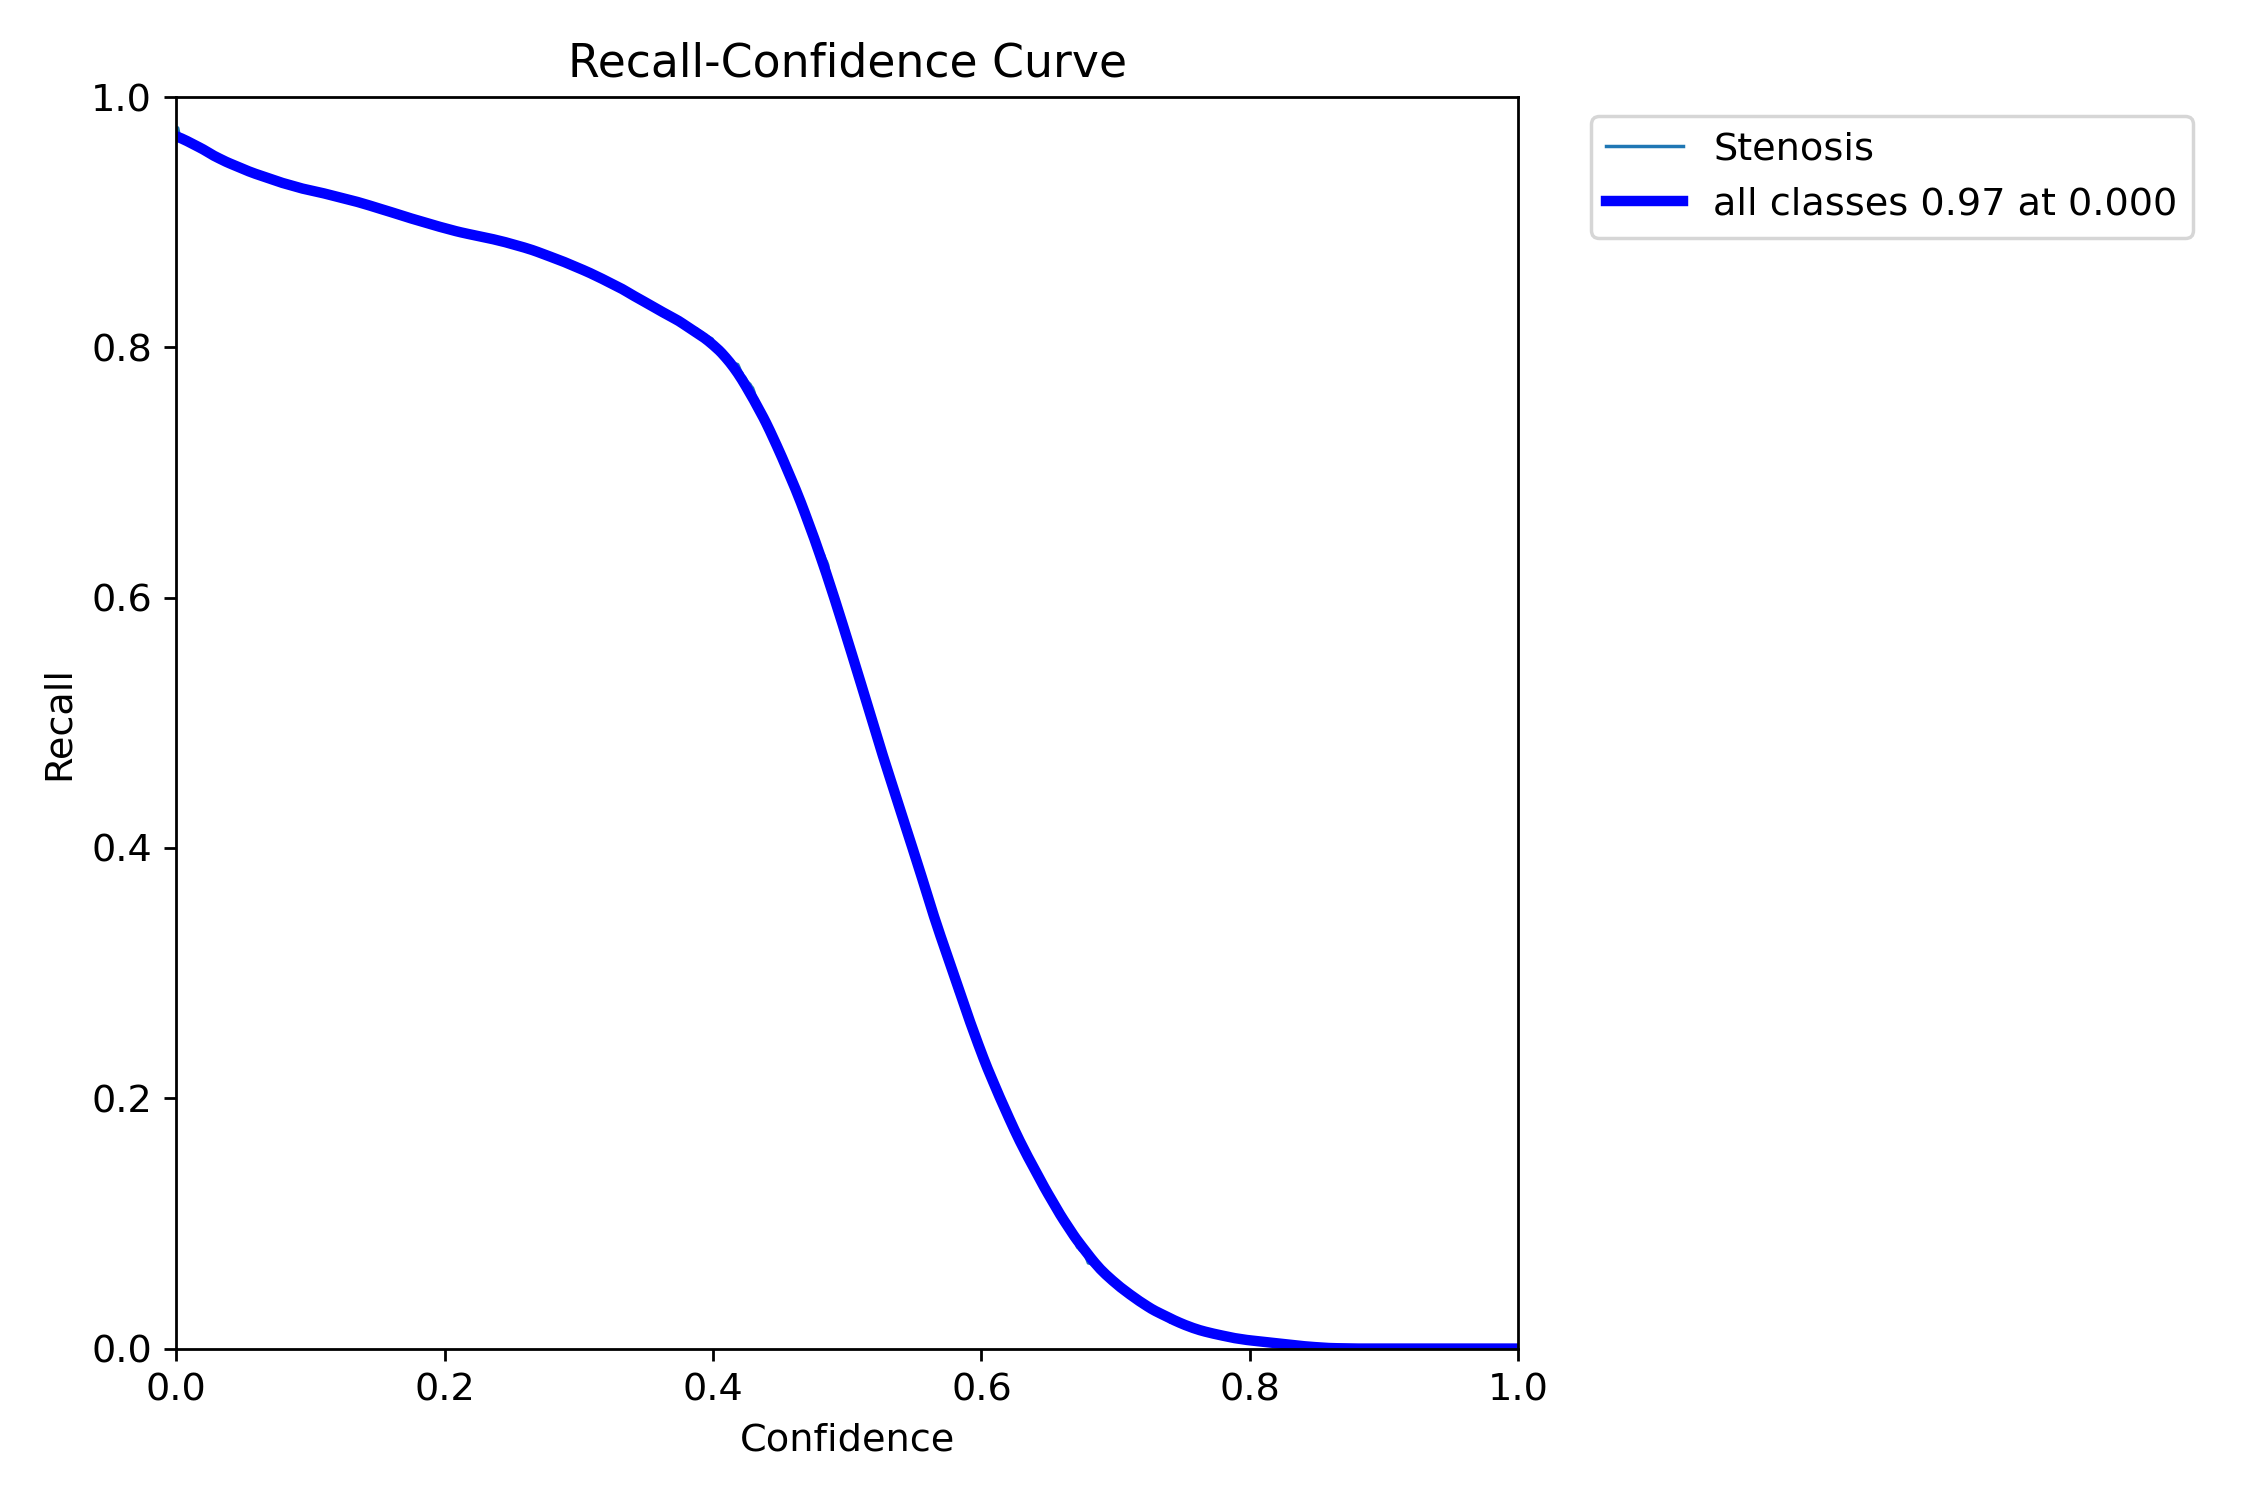 Recall-Confidence Curve
1.0
0.8
0.6
0.4
0.2
0.0
Recall
0.0 0.2 0.4 0.6 0.8 1.0
Confidence
Stenosis
all classes 0.97 at 0.000